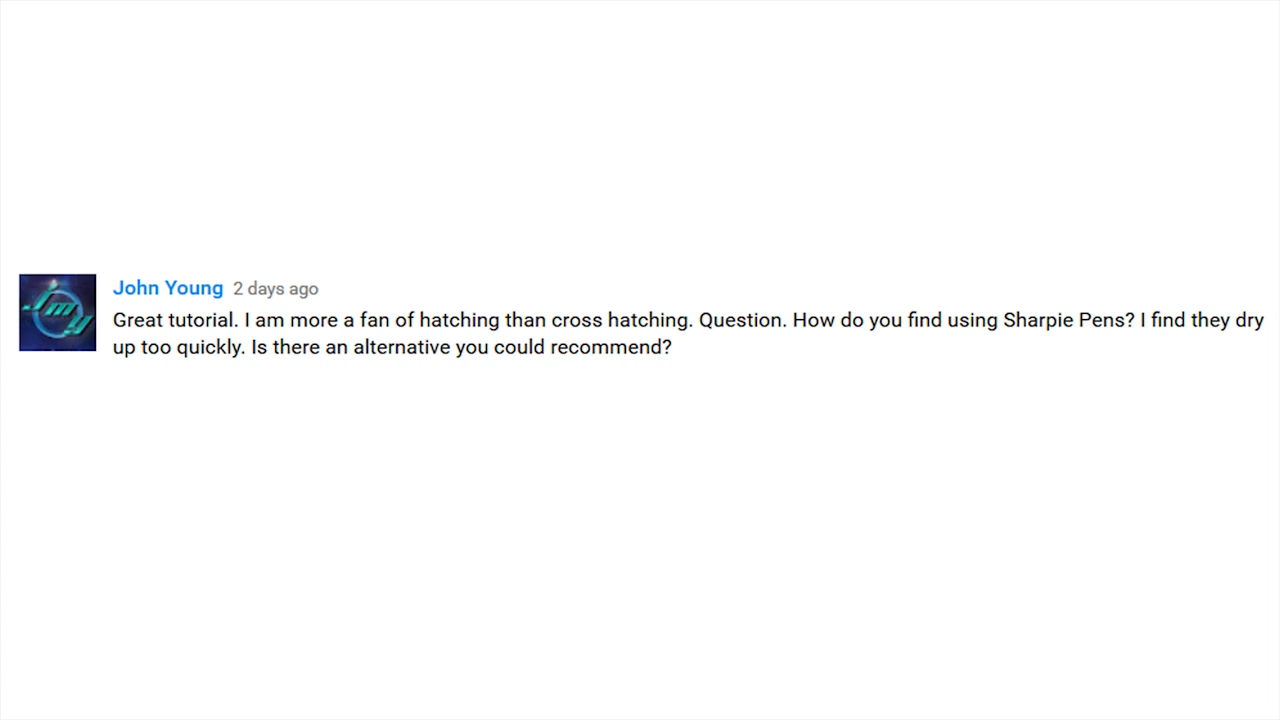 jmy
John Young 2 days ago
Great tutorial. I am more a fan of hatching than cross hatching. Question. How do you find using Sharpie Pens? I find they dry
up too quickly. Is there an alternative you could recommend?